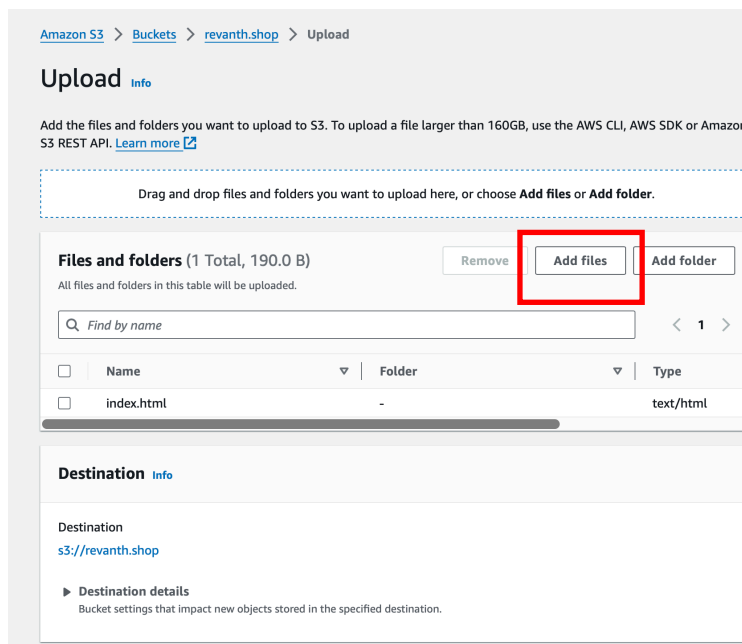 Amazon S3 > Buckets > revanth.shop > Upload
Upload Info
Add the files and folders you want to upload to S3. To upload a file larger than 160GB, use the AWS CLI, AWS SDK or Amazon
S3 REST API. Learn more
Drag and drop files and folders you want to upload here, or choose Add files or Add folder.
Files and folders (1 Total, 190.0 B)
Remove Add files Add folder
All files and folders in this table will be uploaded.
Find by name
< 1 >
Name Folder Type
index.html - text/html
Destination Info
Destination
s3://revanth.shop
Destination details
Bucket settings that impact new objects stored in the specified destination.